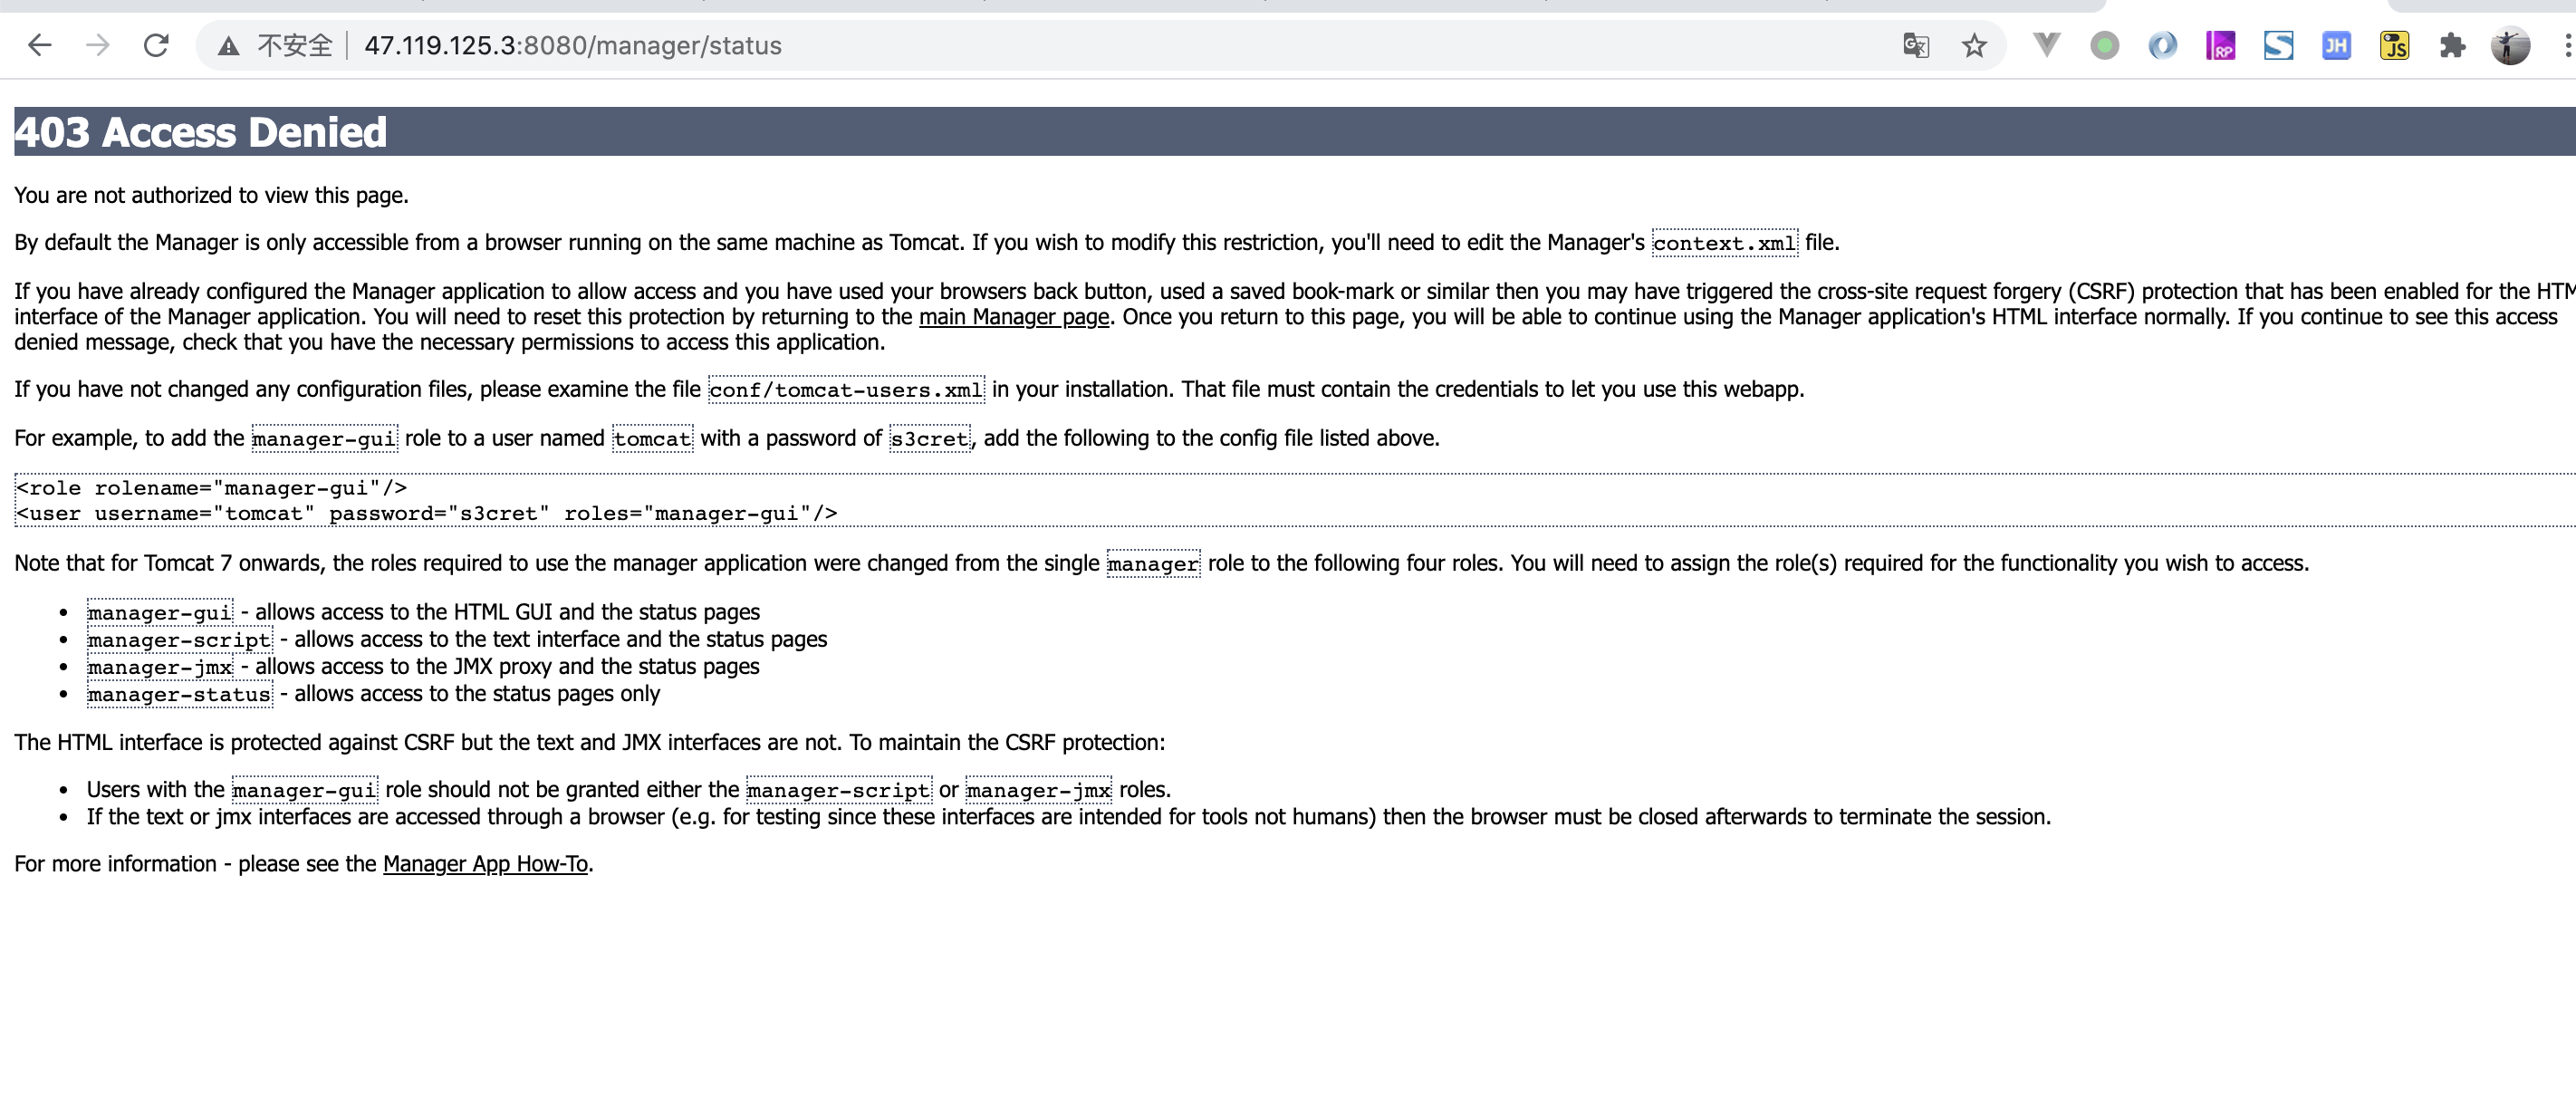 不安全 47.119.125.3:8080/manager/status
RP S JH JS
403 Access Denied
You are not authorized to view this page.
By default the Manager is only accessible from a browser running on the same machine as Tomcat. If you wish to modify this restriction, you'll need to edit the Manager's context.xml file.
If you have already configured the Manager application to allow access and you have used your browsers back button, used a saved book-mark or similar then you may have triggered the cross-site request forgery (CSRF) protection that has been enabled for the HTM
interface of the Manager application. You will need to reset this protection by returning to the main Manager page. Once you return to this page, you will be able to continue using the Manager application's HTML interface normally. If you continue to see this access
denied message, check that you have the necessary permissions to access this application.
If you have not changed any configuration files, please examine the file conf/tomcat-users.xml in your installation. That file must contain the credentials to let you use this webapp.
For example, to add the manager-gui role to a user named tomcat with a password of s3cret, add the following to the config file listed above.
<role rolename="manager-gui"/>
<user username="tomcat" password="s3cret" roles="manager-gui"/>
Note that for Tomcat 7 onwards, the roles required to use the manager application were changed from the single manager role to the following four roles. You will need to assign the role(s) required for the functionality you wish to access.
• manager-gui - allows access to the HTML GUI and the status pages
• manager-script - allows access to the text interface and the status pages
• manager-jmx - allows access to the JMX proxy and the status pages
• manager-status - allows access to the status pages only
The HTML interface is protected against CSRF but the text and JMX interfaces are not. To maintain the CSRF protection:
• Users with the manager-gui role should not be granted either the manager-script or manager-jmx roles.
• If the text or jmx interfaces are accessed through a browser (e.g. for testing since these interfaces are intended for tools not humans) then the browser must be closed afterwards to terminate the session.
For more information - please see the Manager App How-To.